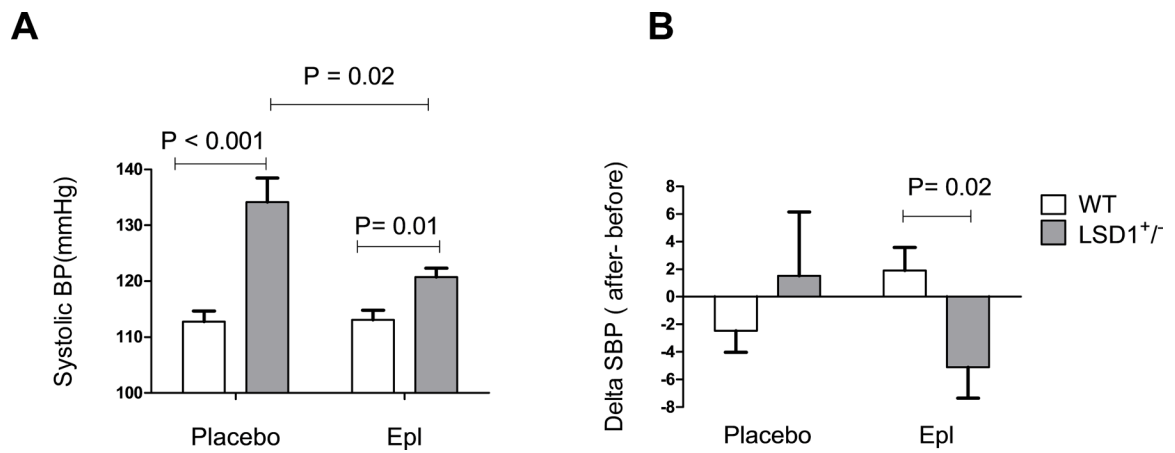 A
P = 0.02
P < 0.001
P= 0.01
Systolic BP(mmHg)
140
130
120
110
100
Placebo
Epl
B
P= 0.02
Delta SBP ( after- before)
8
6
4
2
0
-2
-4
-6
-8
Placebo
Epl
WT
LSD1⁺/⁻